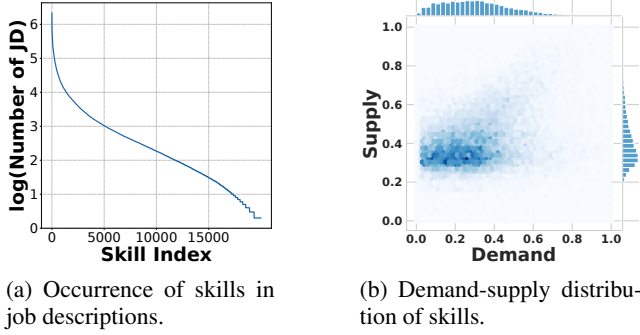 log(Number of JD)
6
5
4
3
2
1
0
0 5000 10000 15000
Skill Index
Supply
1.0
0.8
0.6
0.4
0.2
0.0
0.0 0.2 0.4 0.6 0.8 1.0
Demand
(a) Occurrence of skills in
job descriptions.
(b) Demand-supply distribu-
tion of skills.